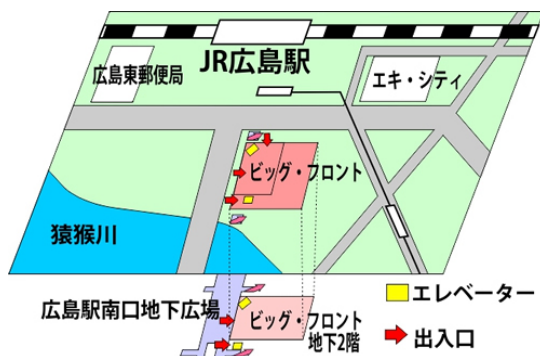 JR広島駅
広島東郵便局
エキ・シティ
ビッグ・フロント
猿猴川
広島駅南口地下広場
ビッグ・フロント
地下2階
エレベーター
出入口